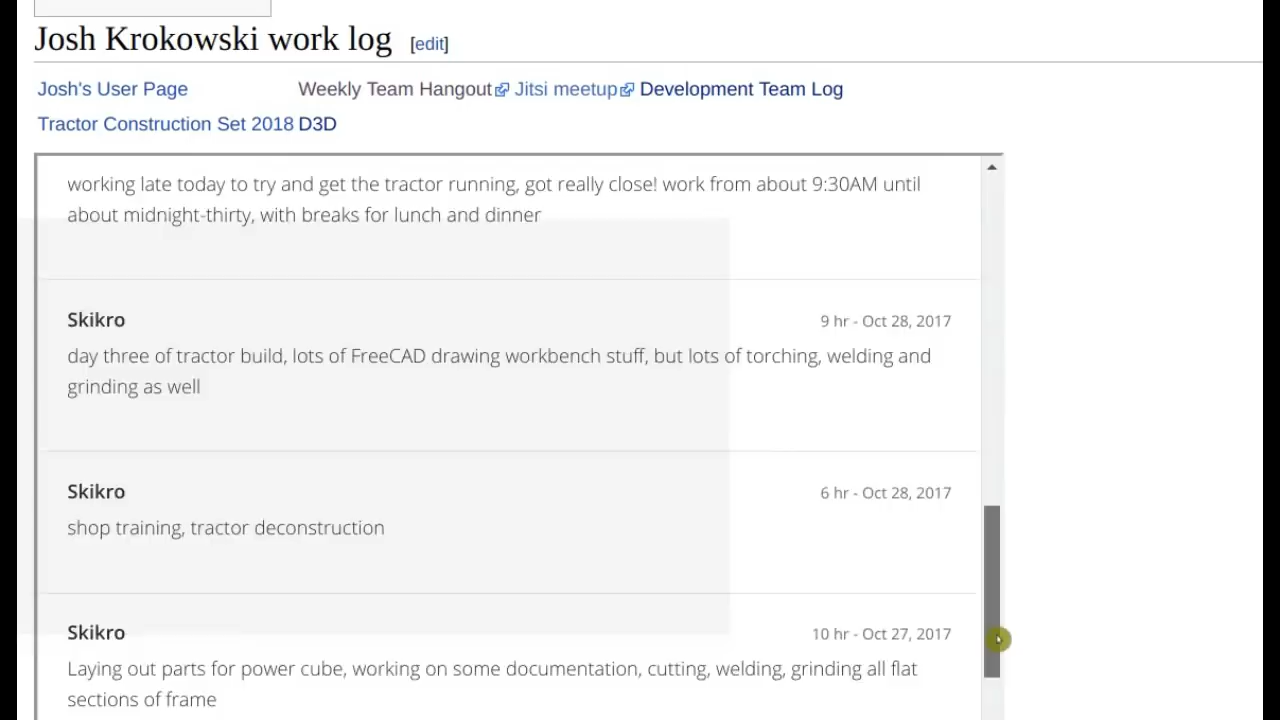 Josh Krokowski work log [edit]
Josh's User Page Weekly Team Hangout Jitsi meetup Development Team Log
Tractor Construction Set 2018 D3D
working late today to try and get the tractor running, got really close! work from about 9:30AM until
about midnight-thirty, with breaks for lunch and dinner
Skikro 9 hr - Oct 28, 2017
day three of tractor build, lots of FreeCAD drawing workbench stuff, but lots of torching, welding and
grinding as well
Skikro 6 hr - Oct 28, 2017
shop training, tractor deconstruction
Skikro 10 hr - Oct 27, 2017
Laying out parts for power cube, working on some documentation, cutting, welding, grinding all flat
sections of frame